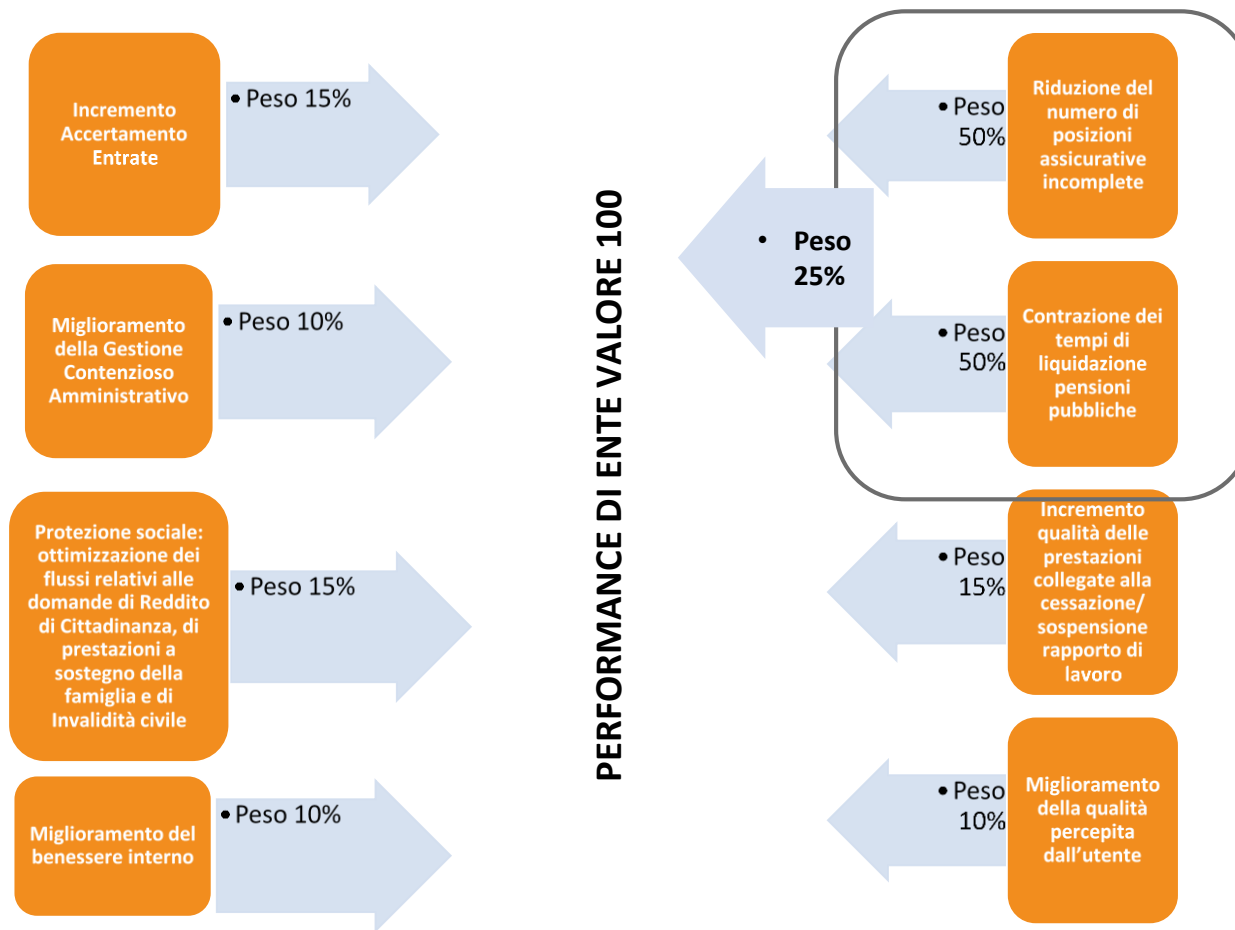 Incremento
Accertamento
Entrate
• Peso 15%
Miglioramento
della Gestione
Contenzioso
Amministrativo
• Peso 10%
Protezione sociale:
ottimizzazione dei
flussi relativi alle
domande di Reddito
di Cittadinanza, di
prestazioni a
sostegno della
famiglia e di
Invalidità civile
• Peso 15%
Miglioramento del
benessere interno
• Peso 10%
PERFORMANCE DI ENTE VALORE 100
• Peso
25%
• Peso
50%
Riduzione del
numero di
posizioni
assicurative
incomplete
• Peso
50%
Contrazione dei
tempi di
liquidazione
pensioni
pubbliche
• Peso
15%
Incremento
qualità delle
prestazioni
collegate alla
cessazione/
sospensione
rapporto di
lavoro
• Peso
10%
Miglioramento
della qualità
percepita
dall'utente